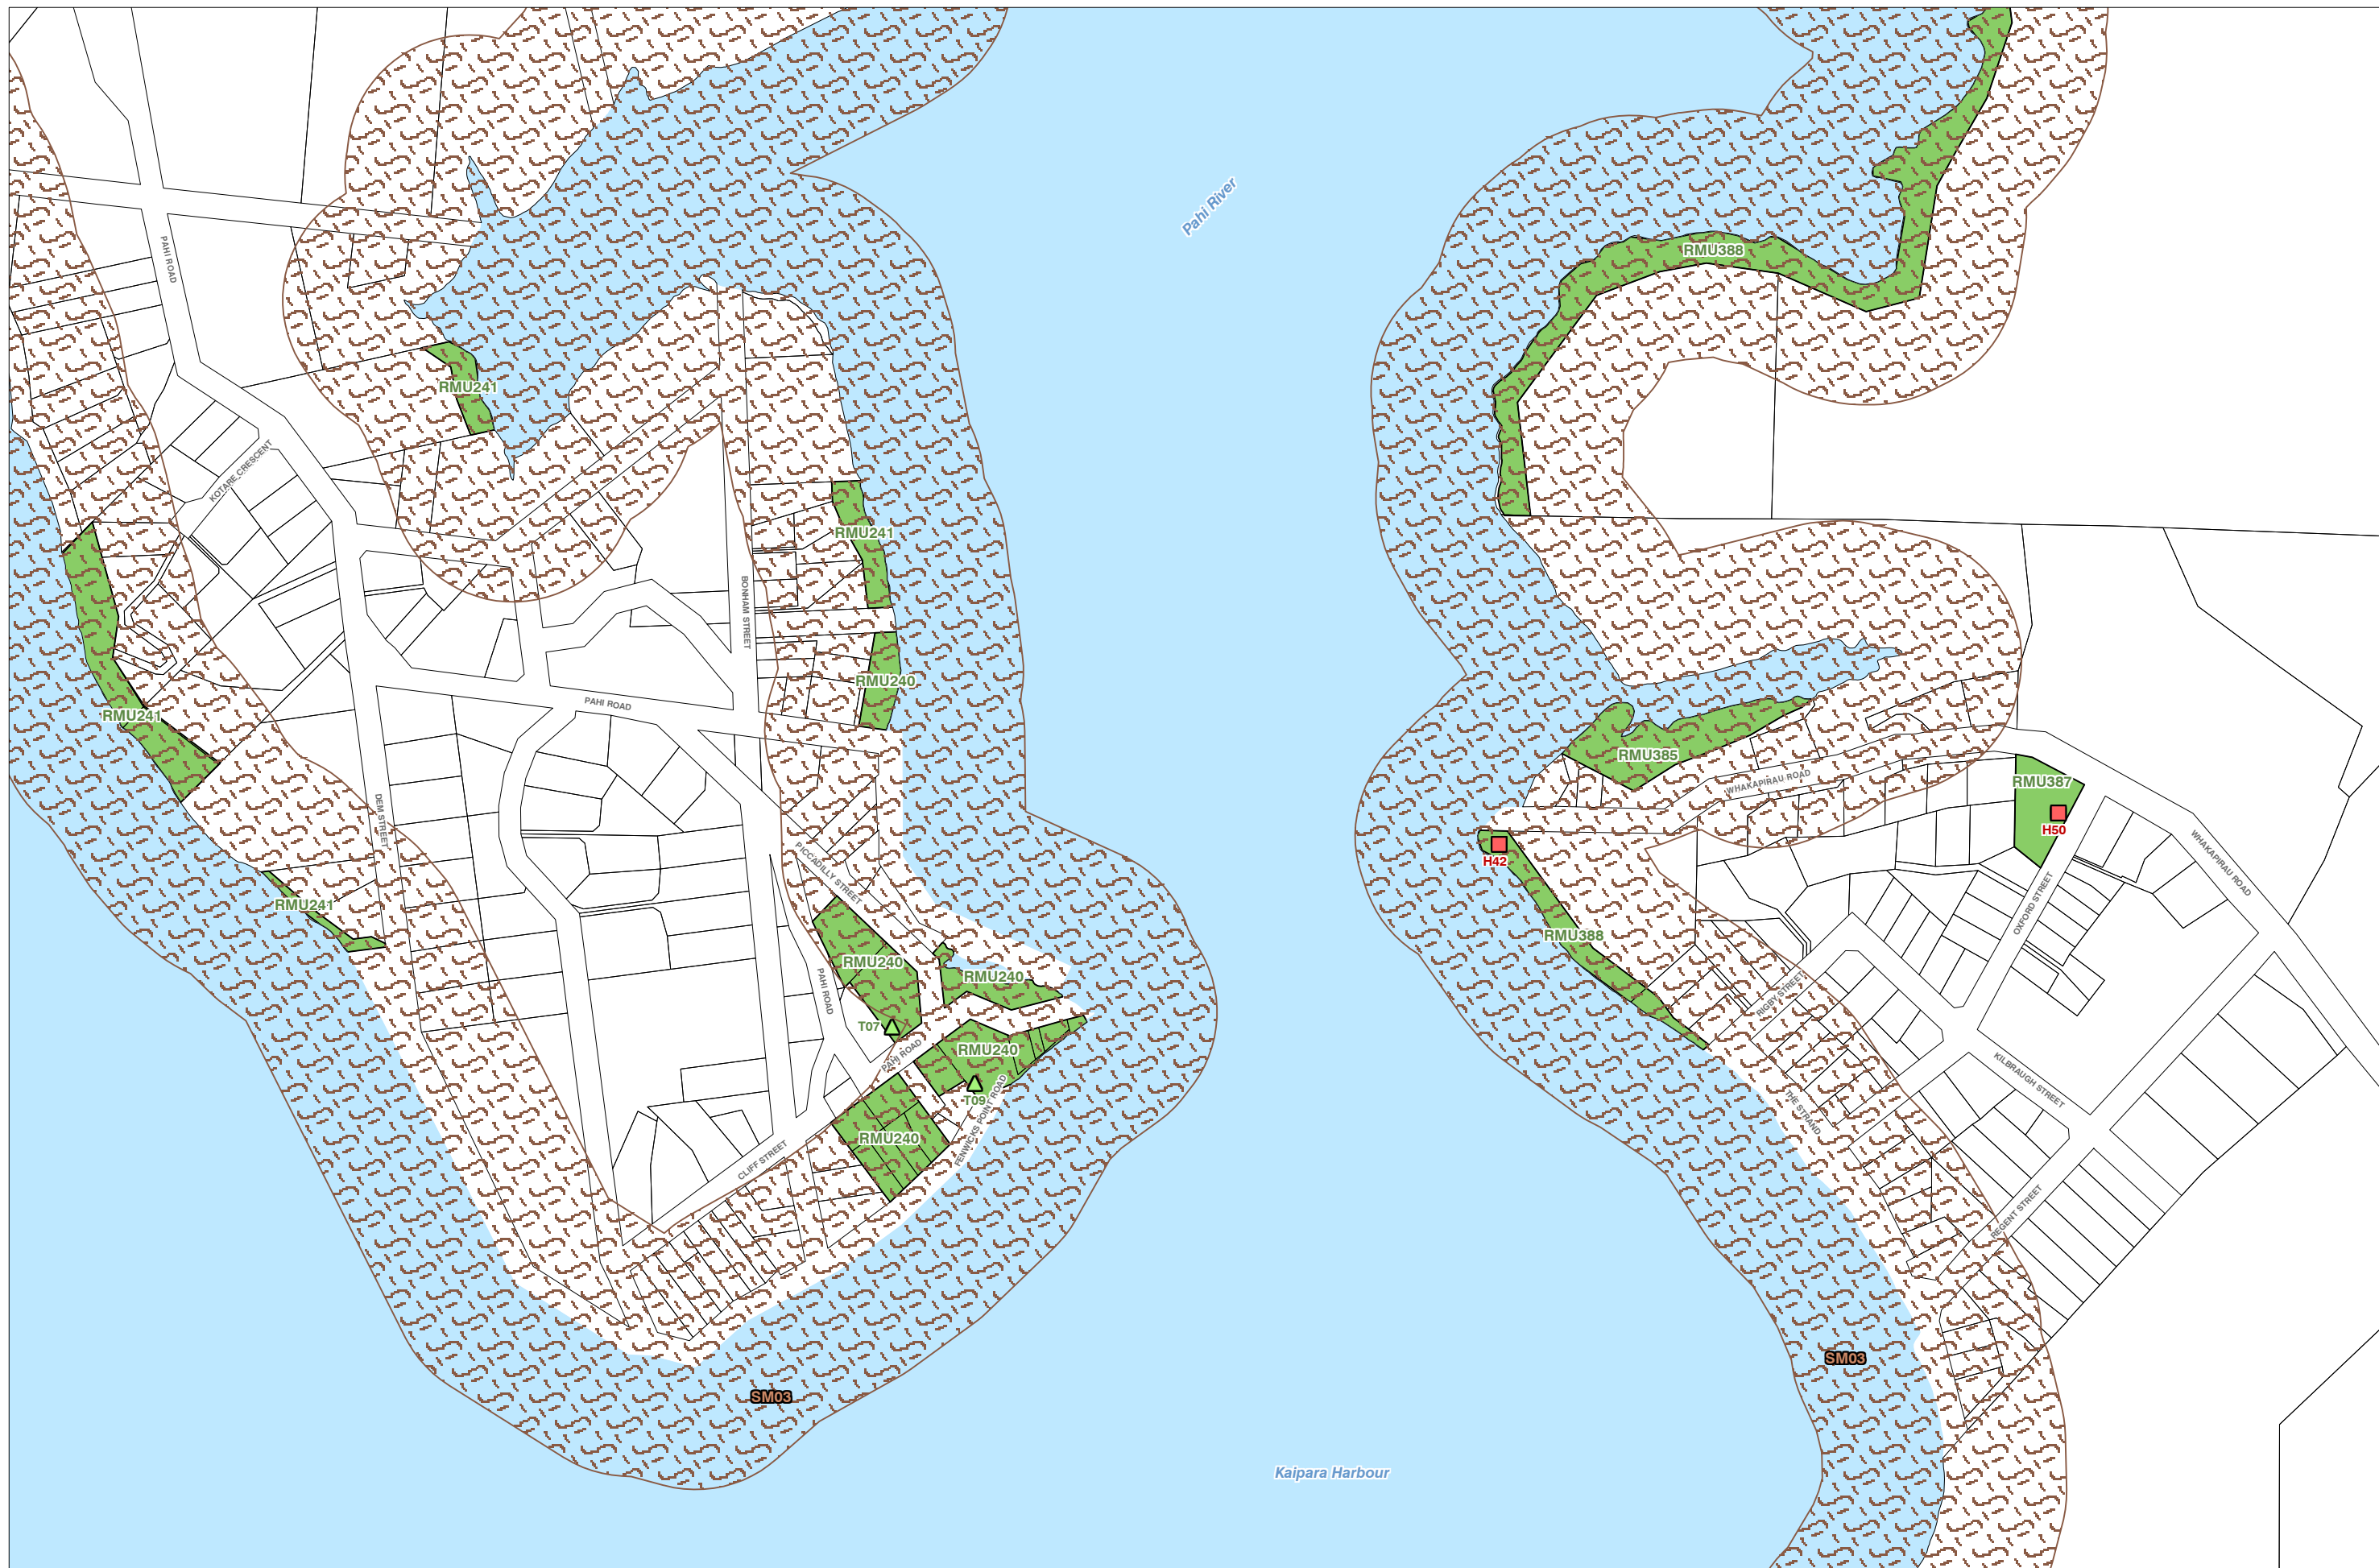 Pahi River
RMU388
PAHI ROAD
RMU241
KOTARE CRESCENT
RMU241
BONHAM STREET
RMU240
PAHI ROAD
RMU241
RMU385
WHAKAPIRAU ROAD
RMU387
H50
DEM STREET
H42
PICCADILLY STREET
WHAKAPIRAU ROAD
RMU241
OXFORD STREET
RMU388
RMU240
RMU240
PAHI ROAD
RIGBY STREET
T07
RMU240
PAHI ROAD
T09
KILBRAUGH STREET
THE STRAND
FENWICKS POINT ROAD
RMU240
CLIFF STREET
REGENT STREET
SM03
SM03
Kaipara Harbour